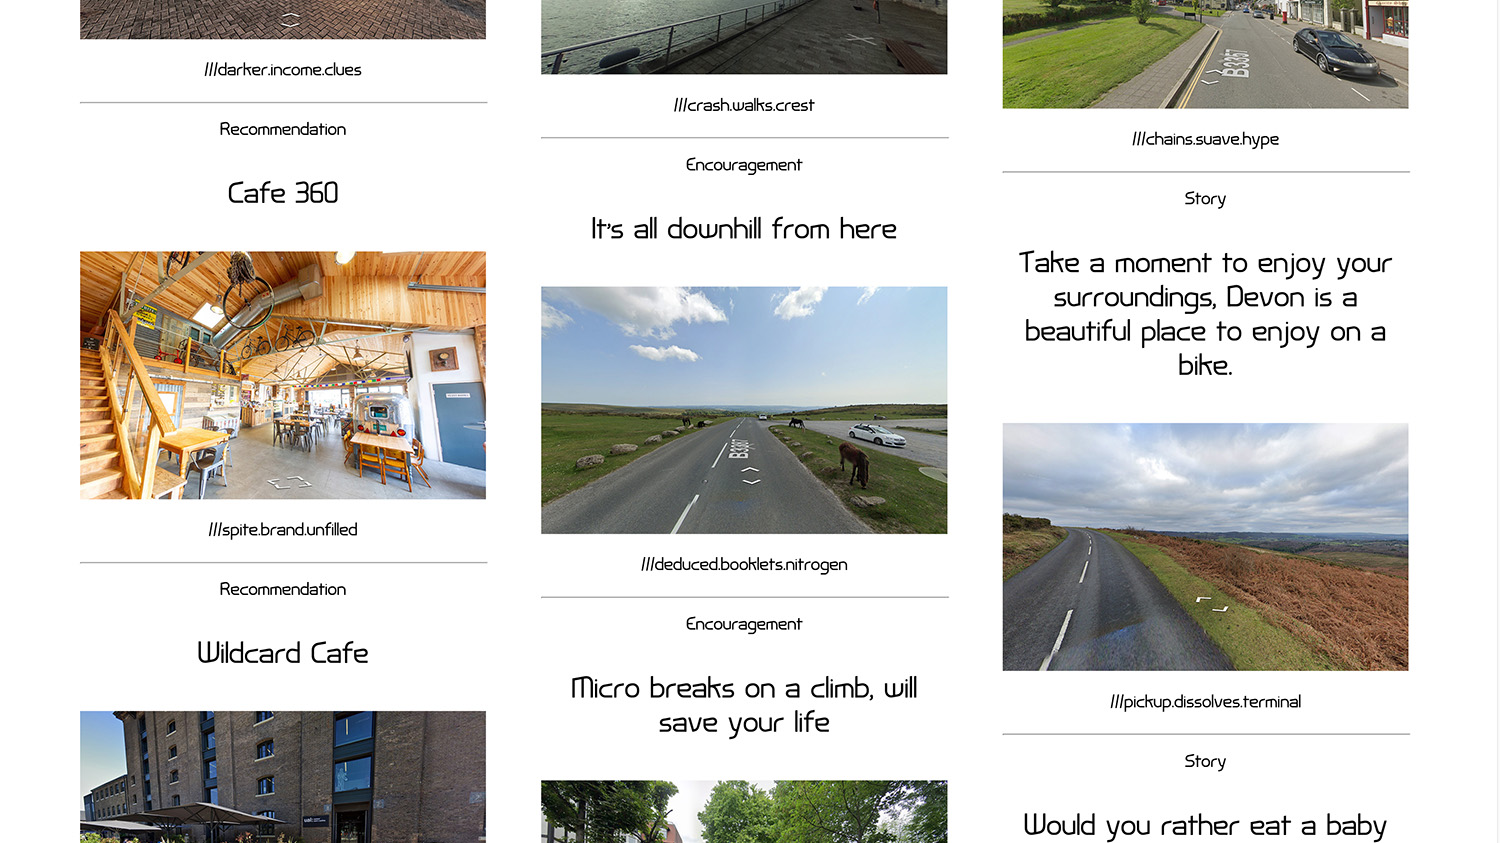 ///darker.income.clues
Recommendation
Cafe 360
///spite.brand.unfilled
Recommendation
Wildcard Cafe
///crash.walks.crest
Encouragement
It's all downhill from here
B3387
///deduced.booklets.nitrogen
Encouragement
Micro breaks on a climb, will
save your life
B3357
///chains.suave.hype
Story
Take a moment to enjoy your
surroundings, Devon is a
beautiful place to enjoy on a
bike.
///pickup.dissolves.terminal
Story
Would you rather eat a baby